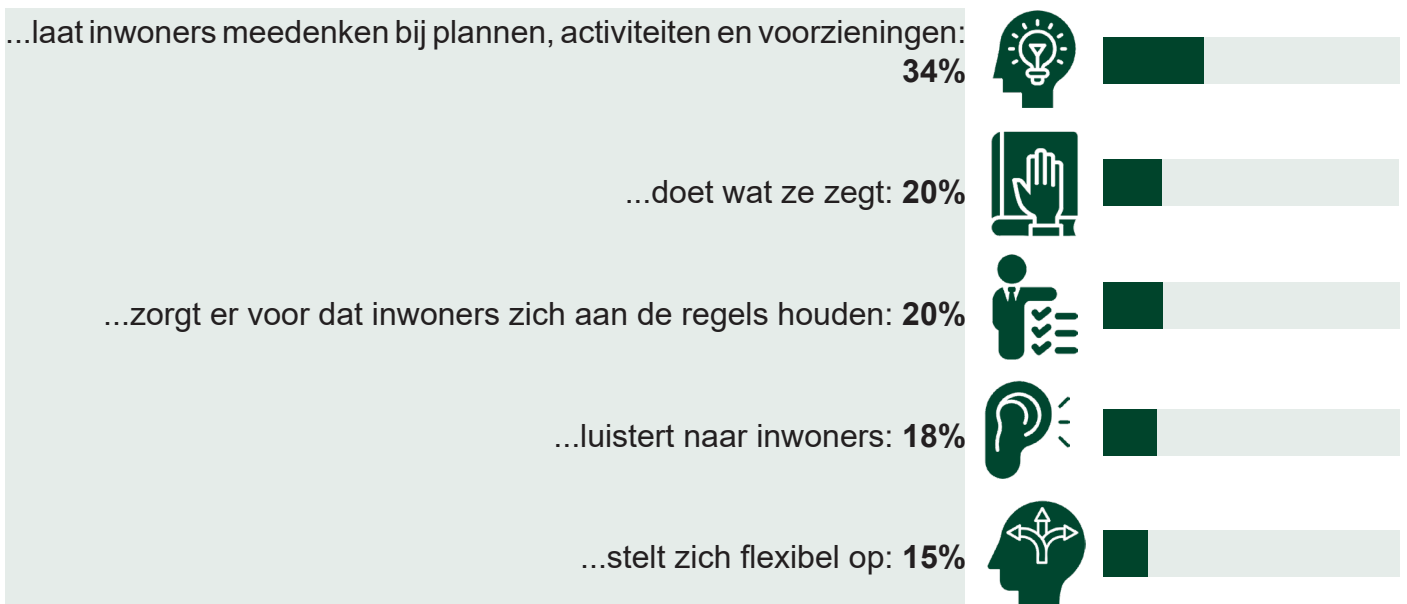 ...laat inwoners meedenken bij plannen, activiteiten en voorzieningen:
34%
...doet wat ze zegt: 20%
...zorgt er voor dat inwoners zich aan de regels houden: 20%
...luistert naar inwoners: 18%
...stelt zich flexibel op: 15%